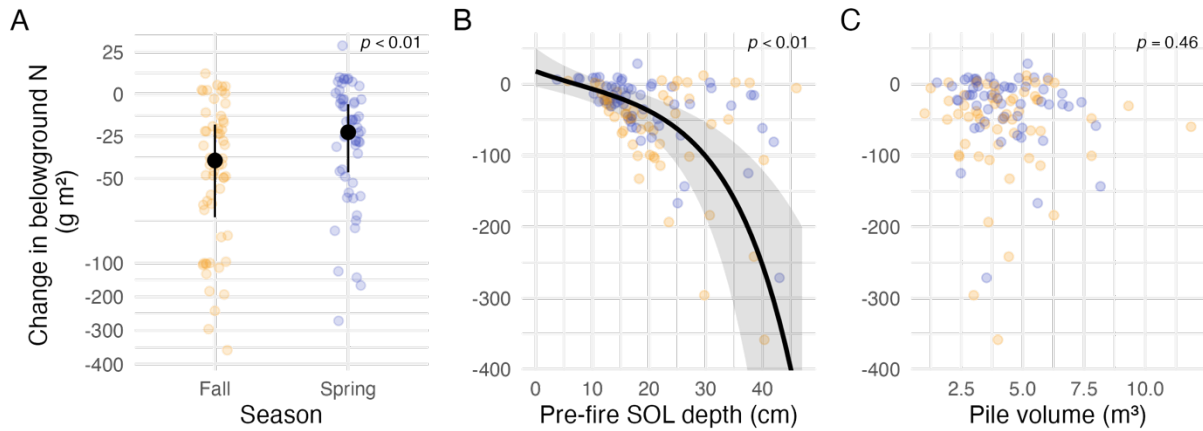 A
Change in belowground N
(g m²)
25
0
-25
-50
-100
-200
-300
-400
p < 0.01
Fall
Spring
Season
B
0
-100
-200
-300
-400
p < 0.01
0
10
20
30
40
Pre-fire SOL depth (cm)
C
0
-100
-200
-300
-400
p = 0.46
2.5
5.0
7.5
10.0
Pile volume (m³)